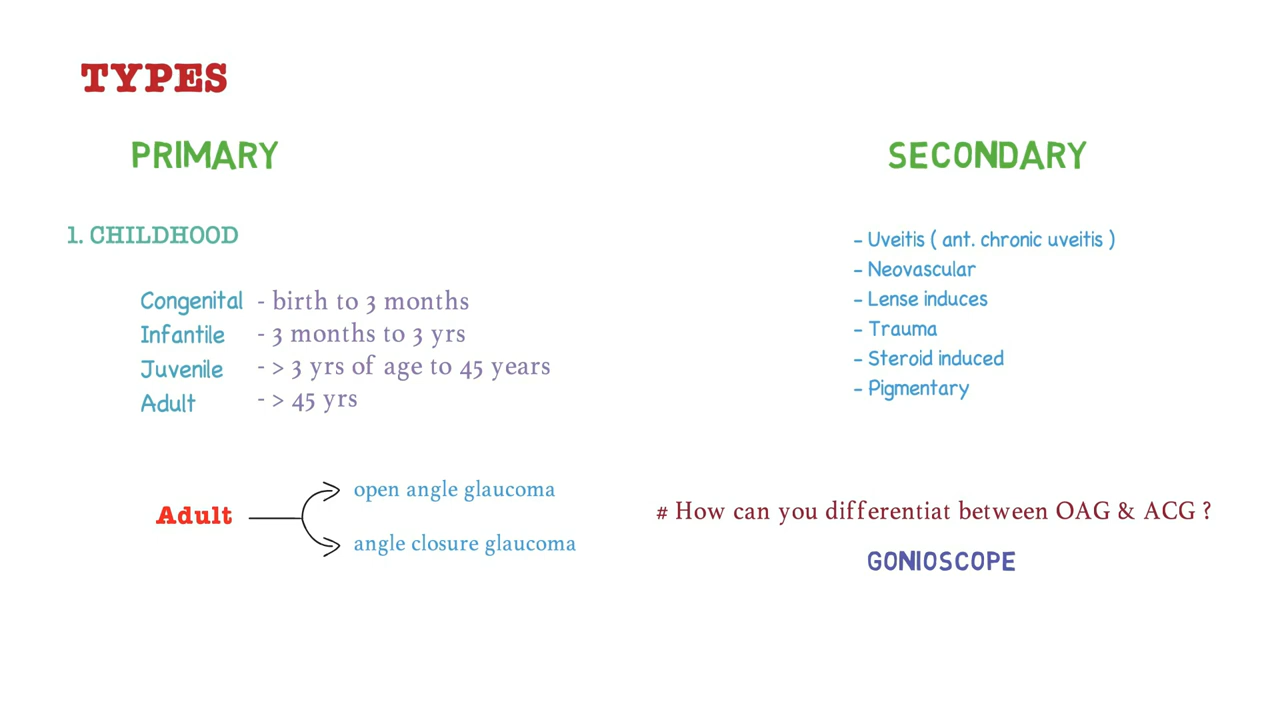 TYPES
PRIMARY
1. CHILDHOOD
Congenital - birth to 3 months
Infantile - 3 months to 3 yrs
Juvenile - > 3 yrs of age to 45 years
Adult - > 45 yrs
Adult
open angle glaucoma
angle closure glaucoma
SECONDARY
- Uveitis ( ant. chronic uveitis )
- Neovascular
- Lense induces
- Trauma
- Steroid induced
- Pigmentary
# How can you differentiat between OAG & ACG ?
GONIOSCOPE